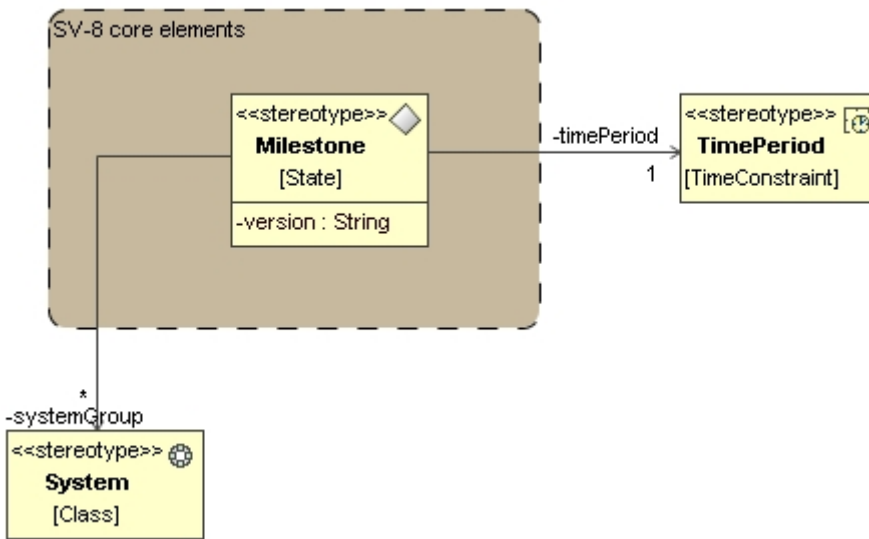 SV-8 core elements
<<stereotype>>
Milestone
[State]
-version : String
-timePeriod
1
<<stereotype>>
TimePeriod
[TimeConstraint]
*
-systemGroup
<<stereotype>>
System
[Class]